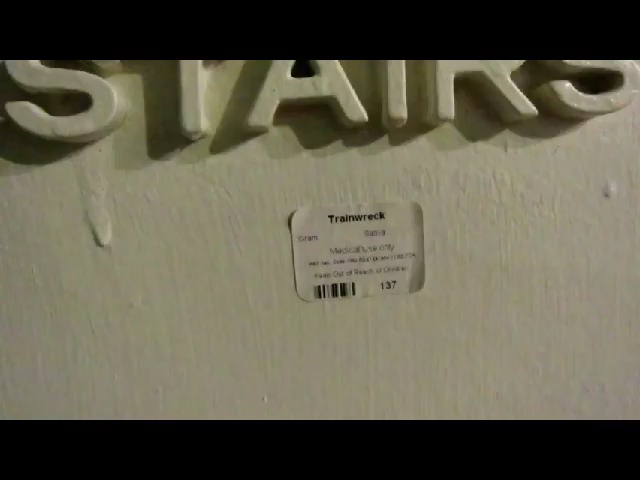 STAIRS
Trainwreck
Gram Sativa
Medical use only
Keep Out of Reach of Children
137